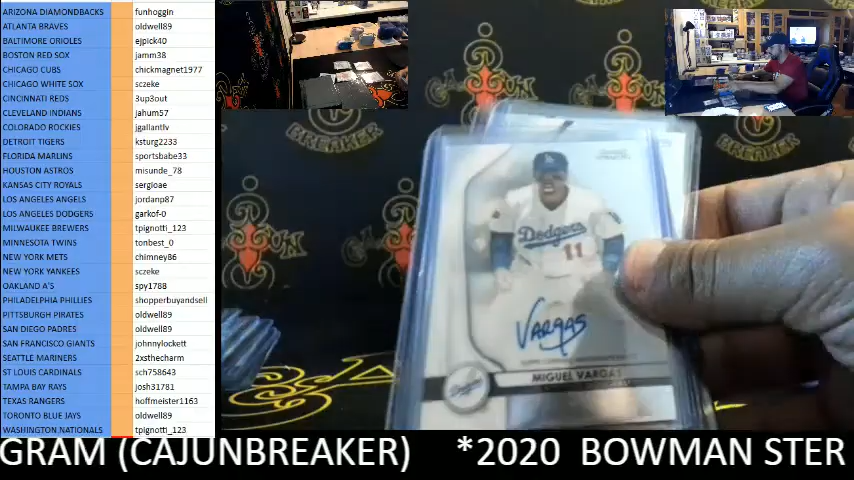 ARIZONA DIAMONDBACKS funhoggin
ATLANTA BRAVES oldwell89
BALTIMORE ORIOLES ejpick40
BOSTON RED SOX jamm38
CHICAGO CUBS chickmagnet1977
CHICAGO WHITE SOX sczeke
CINCINNATI REDS 3up3out
CLEVELAND INDIANS jahum57
COLORADO ROCKIES jgallantlv
DETROIT TIGERS ksturg2233
FLORIDA MARLINS sportsbabe33
HOUSTON ASTROS misunde_78
KANSAS CITY ROYALS sergioae
LOS ANGELES ANGELS jordanp87
LOS ANGELES DODGERS garkof-0
MILWAUKEE BREWERS tpignotti_123
MINNESOTA TWINS tonbest_0
NEW YORK METS chimney86
NEW YORK YANKEES sczeke
OAKLAND A'S spy1788
PHILADELPHIA PHILLIES shopperbuyandsell
PITTSBURGH PIRATES oldwell89
SAN DIEGO PADRES oldwell89
SAN FRANCISCO GIANTS johnnylockett
SEATTLE MARINERS 2xsthecharm
ST LOUIS CARDINALS sch758643
TAMPA BAY RAYS josh31781
TEXAS RANGERS hoffmeister1163
TORONTO BLUE JAYS oldwell89
WASHINGTON NATIONALS tpignotti_123
BREAKER
Dodgers
11
VARGAS
MIGUEL VARGAS
GRAM (CAJUNBREAKER) *2020 BOWMAN STER